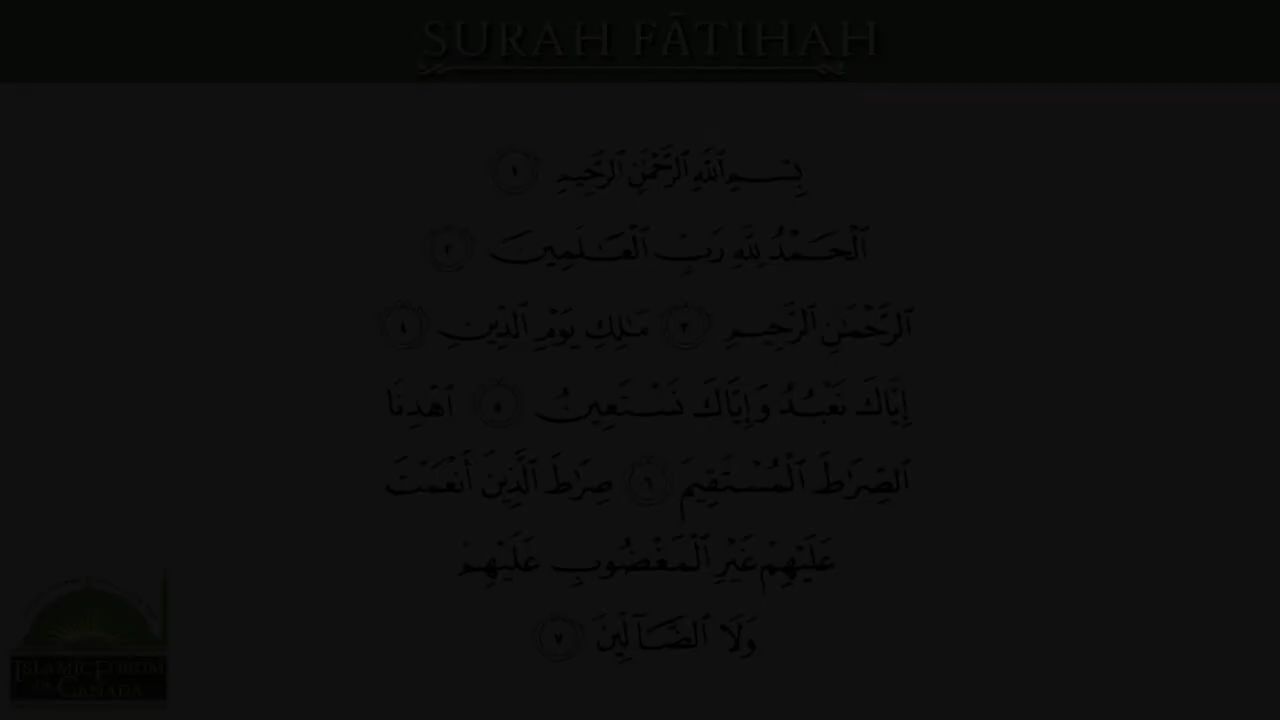 SURAH FĀTIHAH
بِسْمِ ٱللَّهِ ٱلرَّحْمَٰنِ ٱلرَّحِيمِ ١
ٱلْحَمْدُ لِلَّهِ رَبِّ ٱلْعَٰلَمِينَ ٢
ٱلرَّحْمَٰنِ ٱلرَّحِيمِ ٣ مَٰلِكِ يَوْمِ ٱلدِّينِ ٤
إِيَّاكَ نَعْبُدُ وَإِيَّاكَ نَسْتَعِينُ ٥ ٱهْدِنَا
ٱلصِّرَٰطَ ٱلْمُسْتَقِيمَ ٦ صِرَٰطَ ٱلَّذِينَ أَنْعَمْتَ
عَلَيْهِمْ غَيْرِ ٱلْمَغْضُوبِ عَلَيْهِمْ
وَلَا ٱلضَّآلِّينَ ٧
ISLAMIC FORUM
OF CANADA